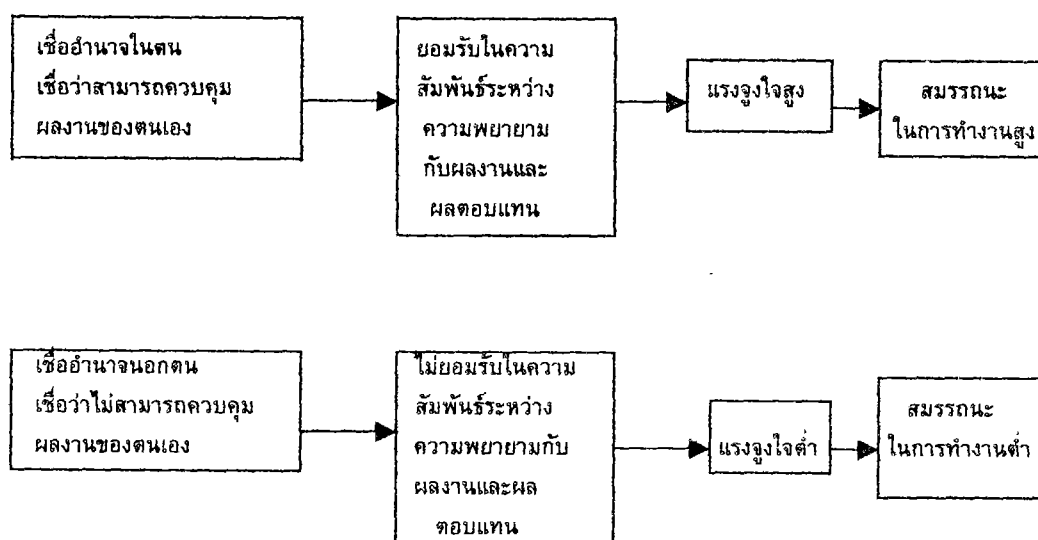 เชื่ออำนาจในตน
เชื่อว่าสามารถควบคุม
ผลงานของตนเอง
ยอมรับในความ
สัมพันธ์ระหว่าง
ความพยายาม
กับผลงานและ
ผลตอบแทน
แรงจูงใจสูง
สมรรถนะ
ในการทำงานสูง
เชื่ออำนาจนอกตน
เชื่อว่าไม่สามารถควบคุม
ผลงานของตนเอง
ไม่ยอมรับในความ
สัมพันธ์ระหว่าง
ความพยายามกับ
ผลงานและผล
ตอบแทน
แรงจูงใจต่ำ
สมรรถนะ
ในการทำงานต่ำ